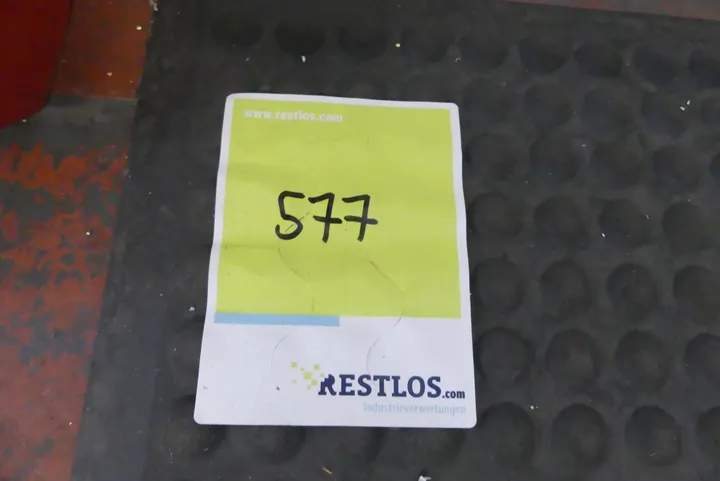 www.restlos.com
577
RESTLOS.com
Industrieverwertungen